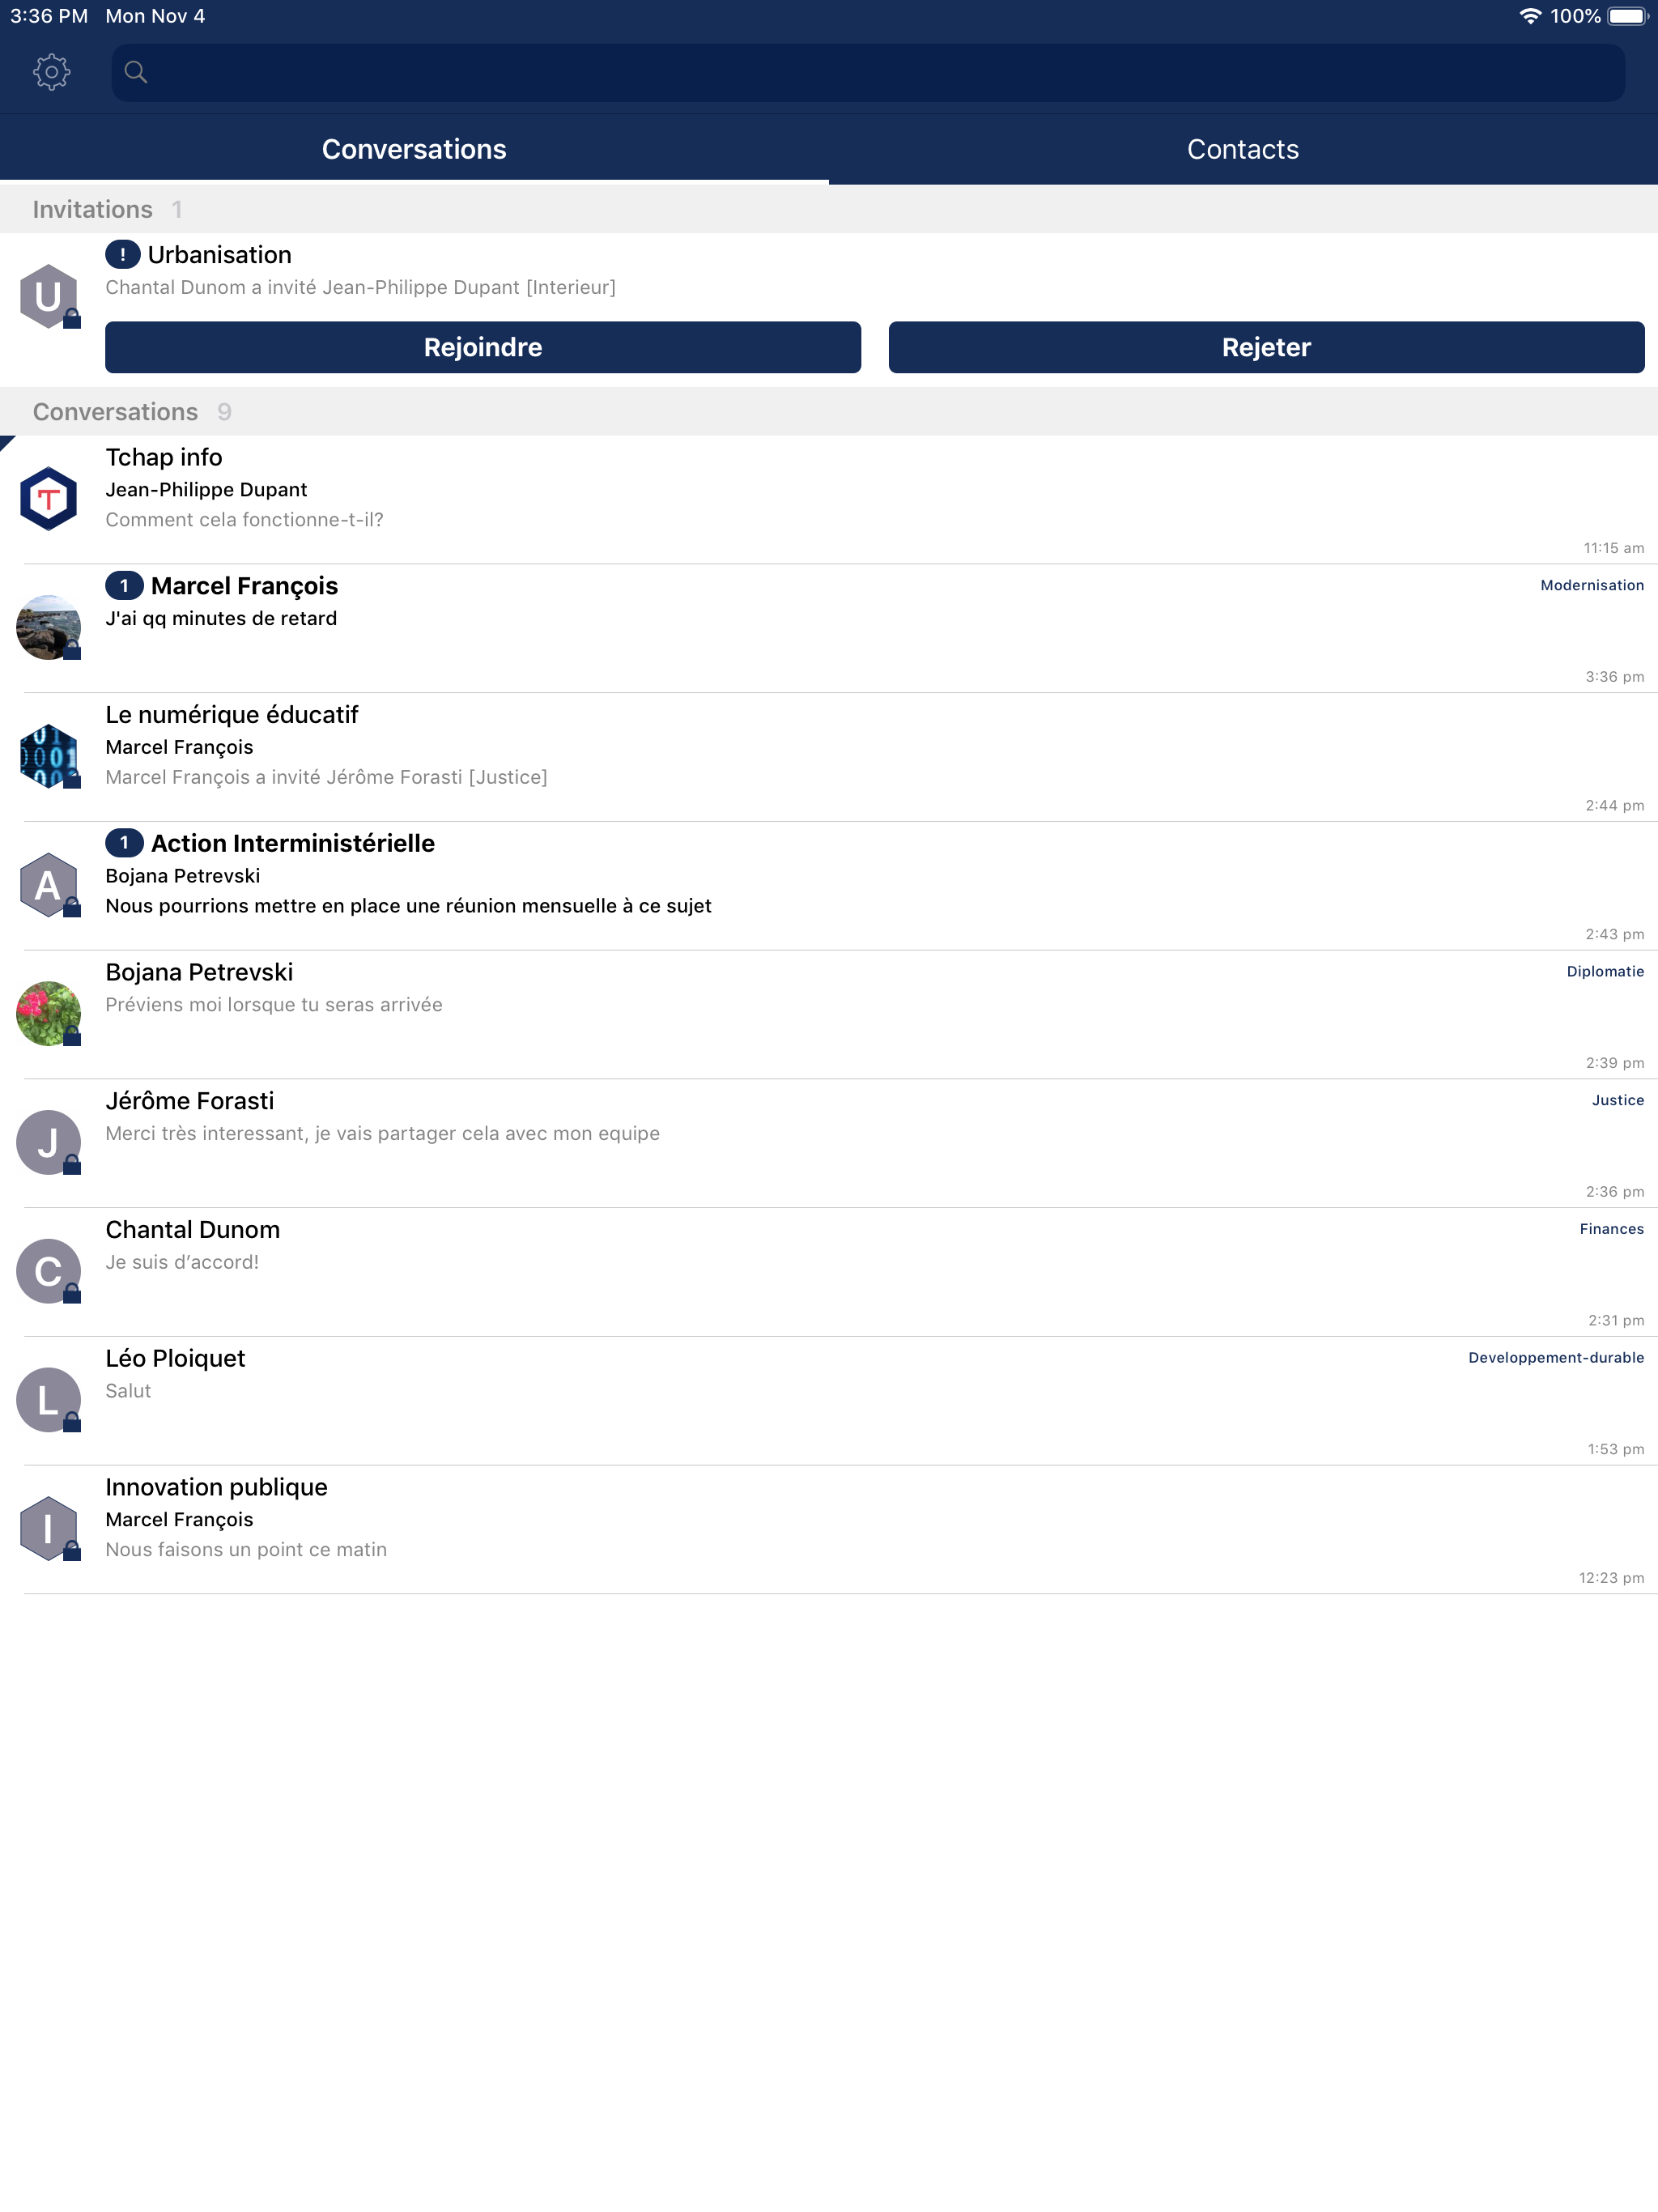 3:36 PM Mon Nov 4 100%
Conversations Contacts
Invitations 1
! Urbanisation
U
Chantal Dunom a invité Jean-Philippe Dupant [Interieur]
Rejoindre Rejeter
Conversations 9
Tchap info
T
Jean-Philippe Dupant
Comment cela fonctionne-t-il?
11:15 am
1 Marcel François Modernisation
J'ai qq minutes de retard
3:36 pm
Le numérique éducatif
Marcel François
Marcel François a invité Jérôme Forasti [Justice]
2:44 pm
1 Action Interministérielle
A
Bojana Petrevski
Nous pourrions mettre en place une réunion mensuelle à ce sujet
2:43 pm
Bojana Petrevski Diplomatie
Préviens moi lorsque tu seras arrivée
2:39 pm
Jérôme Forasti Justice
J
Merci très interessant, je vais partager cela avec mon equipe
2:36 pm
Chantal Dunom Finances
C
Je suis d’accord!
2:31 pm
Léo Ploiquet Developpement-durable
L
Salut
1:53 pm
Innovation publique
I
Marcel François
Nous faisons un point ce matin
12:23 pm